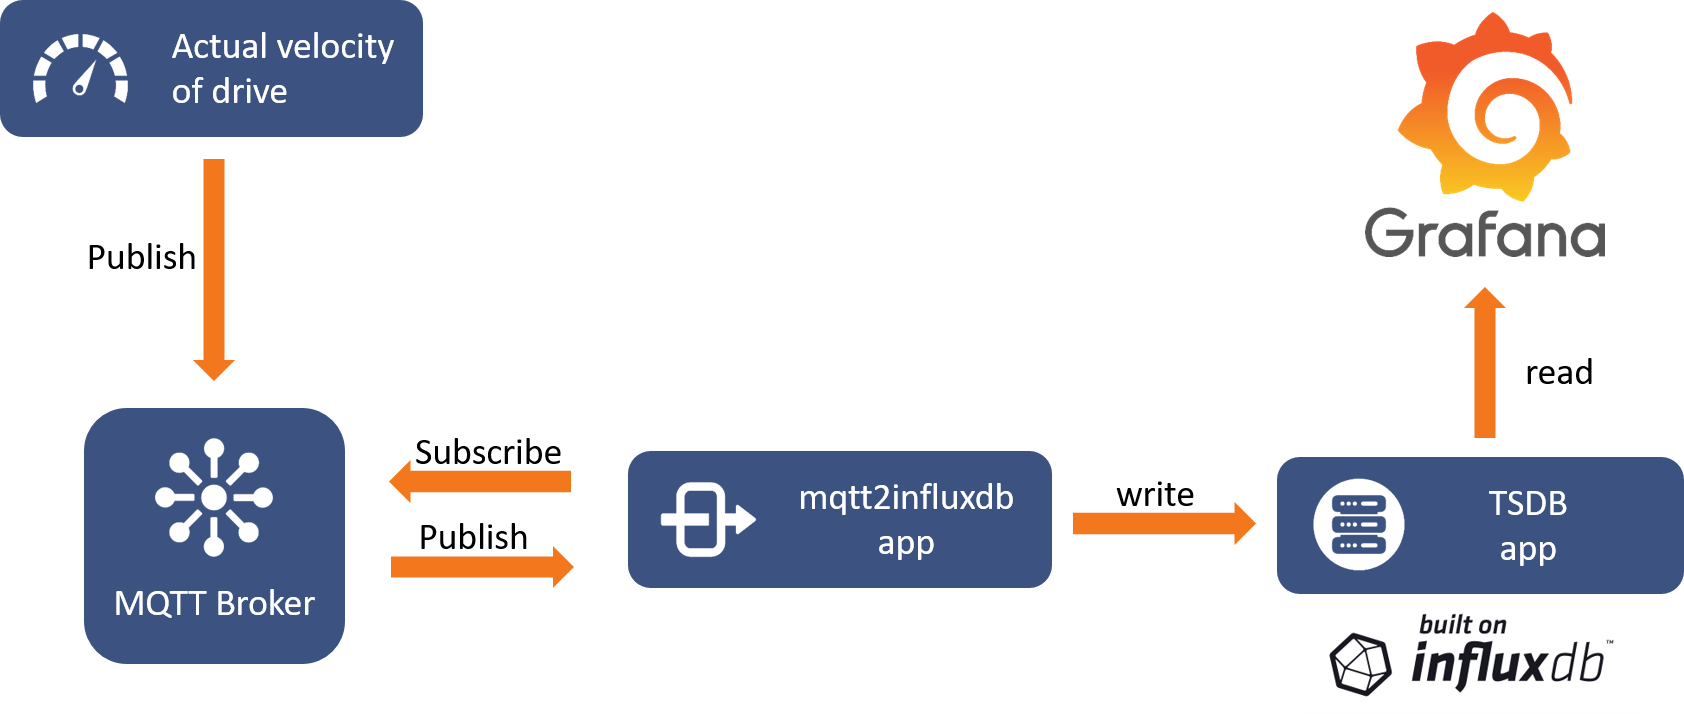 Actual velocity
of drive
Publish
Grafana
read
MQTT Broker
Subscribe
Publish
mqtt2influxdb
app
write
TSDB
app
built on
influxdb™